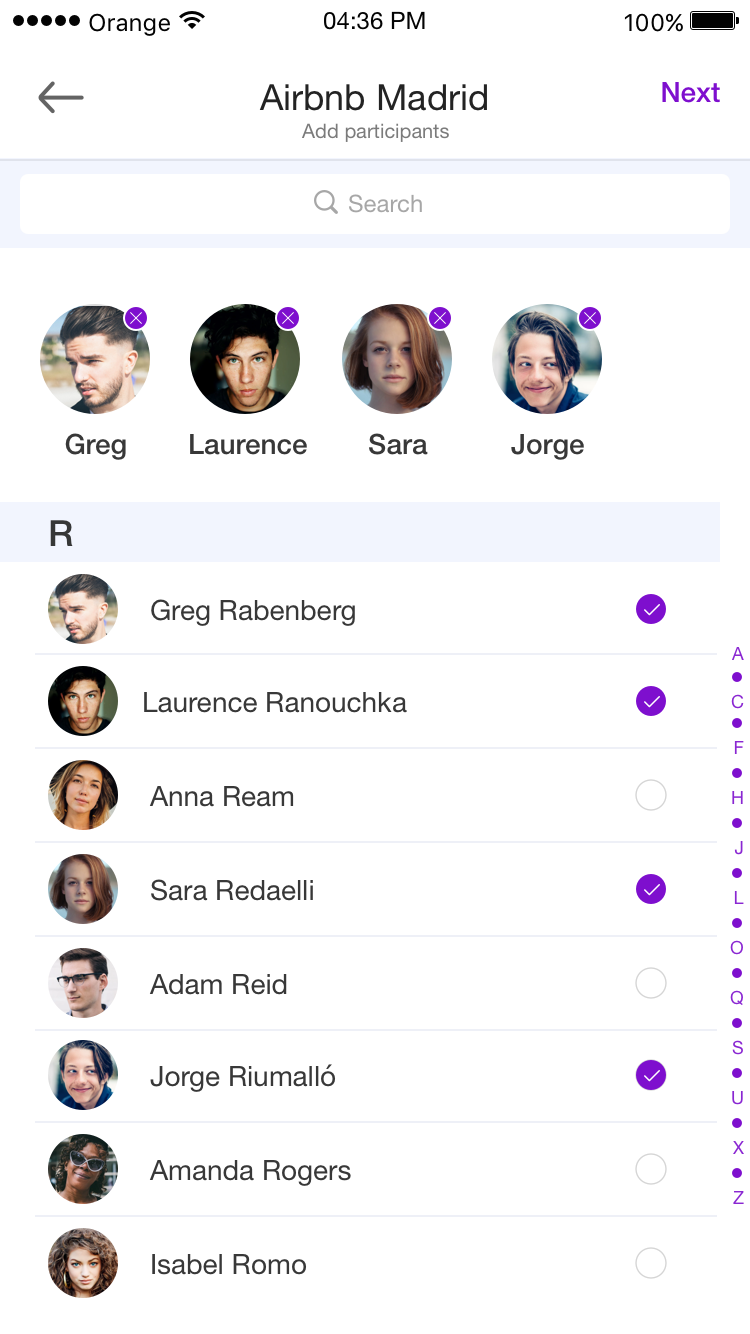 Orange 04:36 PM 100%
Airbnb Madrid
Next
Add participants
Search
Greg Laurence Sara Jorge
R
Greg Rabenberg
Laurence Ranouchka
Anna Ream
Sara Redaelli
Adam Reid
Jorge Riumalló
Amanda Rogers
Isabel Romo
A
C
F
H
J
L
O
Q
S
U
X
Z